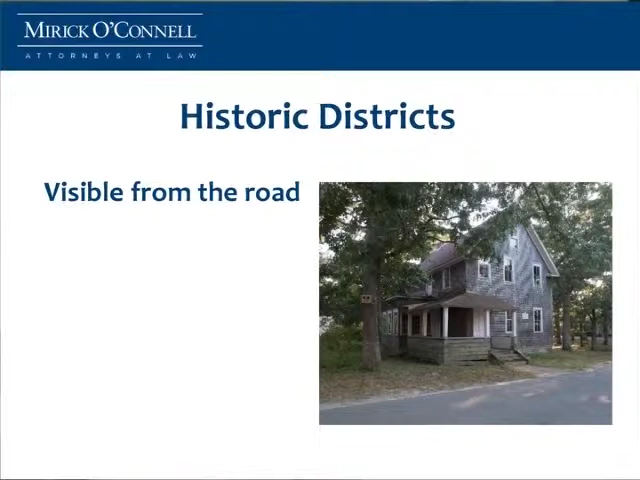 MIRICK O'CONNELL
ATTORNEYS AT LAW
Historic Districts
Visible from the road